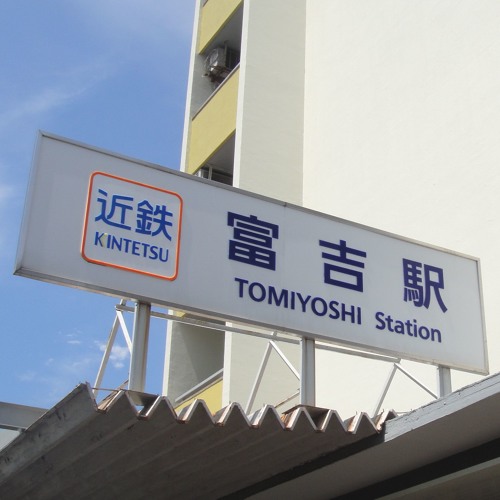 近鉄
KINTETSU
富吉駅
TOMIYOSHI Station